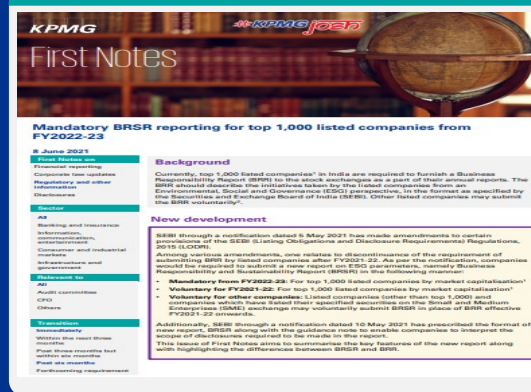 KPMG
#KPMG josh
First Notes
Mandatory BRSR reporting for top 1,000 listed companies from
FY2022-23
8 June 2021
First Notes on
Financial reporting
Corporate law updates
Regulatory and other
information
Disclosures
Sector
All
Banking and insurance
Information,
communication,
entertainment
Consumer and industrial
markets
Infrastructure and
government
Relevant to
All
Audit committee
CFO
Others
Transition
Immediately
Within the next three
months
Post three months but
within six months
Post six months
Forthcoming requirement
Background
Currently, top 1,000 listed companies¹ in India are required to furnish a Business
Responsibility Report (BRR) to the stock exchanges as a part of their annual reports. The
BRR should describe the initiatives taken by the listed companies from an
Environmental, Social and Governance (ESG) perspective, in the format as specified by
the Securities and Exchange Board of India (SEBI). Other listed companies may submit
the BRR voluntarily².
New development
SEBI through a notification dated 5 May 2021 has made amendments to certain
provisions of the SEBI (Listing Obligations and Disclosure Requirements) Regulations,
2015 (LODR).
Among various amendments, one relates to discontinuance of the requirement of
submitting BRR by listed companies after FY2021-22. As per the notification, companies
would be required to submit a new report on ESG parameters, namely Business
Responsibility and Sustainability Report (BRSR) in the following manner:
• Mandatory from FY2022-23: For top 1,000 listed companies by market capitalisation¹
• Voluntary for FY2021-22: For top 1,000 listed companies by market capitalisation¹
• Voluntary for other companies: Listed companies (other than top 1,000) and
companies which have listed their specified securities on the Small and Medium
Enterprises (SME) exchange may voluntarily submit BRSR in place of BRR effective
FY2021-22 onwards.
Additionally, SEBI through a notification dated 10 May 2021 has prescribed the format of
new report, BRSR along with the guidance note to enable companies to interpret the
scope of disclosures required to be made in the report.
This issue of First Notes aims to summarise the key features of the new report along
with highlighting the differences between BRSR and BRR.